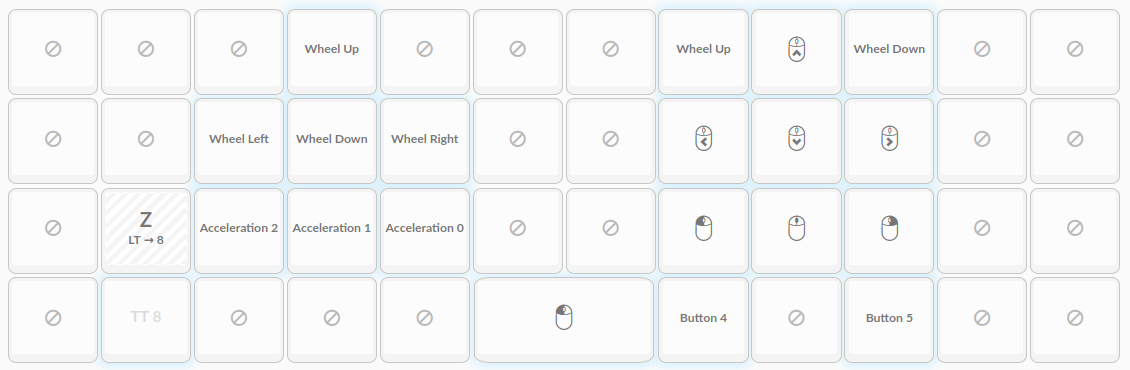 Wheel Up
Wheel Up
Wheel Down
Wheel Left
Wheel Down
Wheel Right
Z
LT → 8
Acceleration 2
Acceleration 1
Acceleration 0
TT 8
Button 4
Button 5